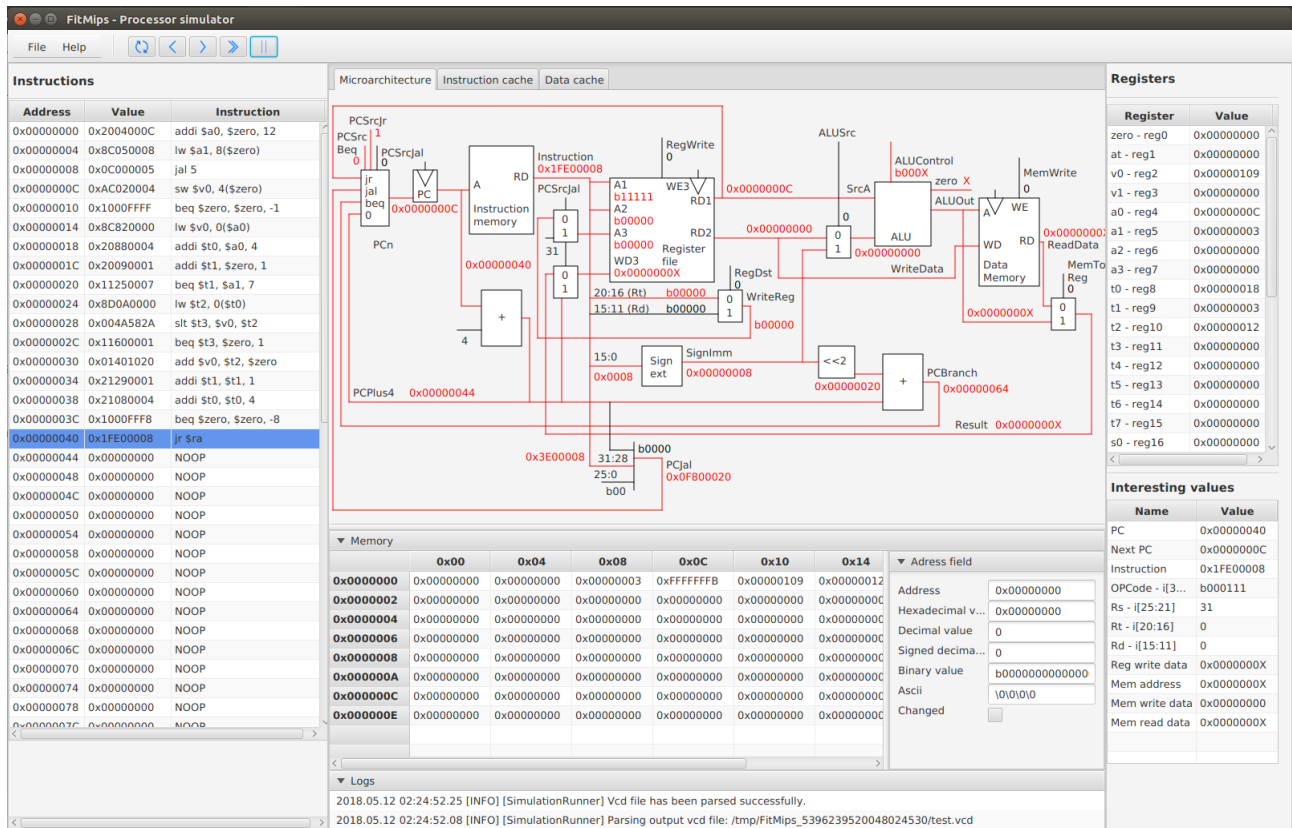 FitMips - Processor simulator
File Help
Instructions
Address Value Instruction
0x00000000 0x2004000C addi $a0, $zero, 12
0x00000004 0x8C050008 lw $a1, 8($zero)
0x00000008 0x0C000005 jal 5
0x0000000C 0xAC020004 sw $v0, 4($zero)
0x00000010 0x1000FFFF beq $zero, $zero, -1
0x00000014 0x8C820000 lw $v0, 0($a0)
0x00000018 0x20880004 addi $t0, $a0, 4
0x0000001C 0x20090001 addi $t1, $zero, 1
0x00000020 0x11250007 beq $t1, $a1, 7
0x00000024 0x8D0A0000 lw $t2, 0($t0)
0x00000028 0x004A582A slt $t3, $v0, $t2
0x0000002C 0x11600001 beq $t3, $zero, 1
0x00000030 0x01401020 add $v0, $t2, $zero
0x00000034 0x21290001 addi $t1, $t1, 1
0x00000038 0x21080004 addi $t0, $t0, 4
0x0000003C 0x1000FFF8 beq $zero, $zero, -8
0x00000040 0x1FE00008 jr $ra
0x00000044 0x00000000 NOOP
0x00000048 0x00000000 NOOP
0x0000004C 0x00000000 NOOP
0x00000050 0x00000000 NOOP
0x00000054 0x00000000 NOOP
0x00000058 0x00000000 NOOP
0x0000005C 0x00000000 NOOP
0x00000060 0x00000000 NOOP
0x00000064 0x00000000 NOOP
0x00000068 0x00000000 NOOP
0x0000006C 0x00000000 NOOP
0x00000070 0x00000000 NOOP
0x00000074 0x00000000 NOOP
0x00000078 0x00000000 NOOP
0x0000007C 0x00000000 NOOP
Microarchitecture Instruction cache Data cache
PCSrcJr
1
PCSrc
Beq
0
PCSrcJal
0
jr
jal
beq
0
PCn
0x0000000C
A RD
Instruction
memory
Instruction
0x1FE00008
PCSrcJal
0
1
31
0
1
0x00000040
+
4
RegWrite
0
A1 WE3
b11111 RD1
A2
b00000
A3 RD2
b00000 Register
WD3 file
0x0000000X
0x0000000C
0x00000000
20:16 (Rt) b00000
15:11 (Rd) b00000
RegDst
0
0
1
WriteReg
b00000
ALUSrc
SrcA
0
0
1
0x00000000
ALUControl
b000X
zero X
ALUOut
ALU
WriteData
MemWrite
0
A WE
WD RD
Data
Memory
0x0000000X
ReadData
MemTo
Reg
0
0
1
0x0000000X
15:0
0x0008
Sign
ext
SignImm
0x00000008
<<2
0x00000020
+
PCBranch
0x00000064
PCPlus4 0x00000044
Result 0x0000000X
0x3E00008
31:28 b0000
25:0
b00
PCJal
0x0F800020
Memory
0x00 0x04 0x08 0x0C 0x10 0x14
0x0000000 0x00000000 0x00000000 0x00000003 0xFFFFFFFB 0x00000109 0x00000012
0x0000002 0x00000000 0x00000000 0x00000000 0x00000000 0x00000000 0x00000000
0x0000004 0x00000000 0x00000000 0x00000000 0x00000000 0x00000000 0x00000000
0x0000006 0x00000000 0x00000000 0x00000000 0x00000000 0x00000000 0x00000000
0x0000008 0x00000000 0x00000000 0x00000000 0x00000000 0x00000000 0x00000000
0x000000A 0x00000000 0x00000000 0x00000000 0x00000000 0x00000000 0x00000000
0x000000C 0x00000000 0x00000000 0x00000000 0x00000000 0x00000000 0x00000000
0x000000E 0x00000000 0x00000000 0x00000000 0x00000000 0x00000000 0x00000000
Adress field
Address 0x00000000
Hexadecimal v... 0x00000000
Decimal value 0
Signed decima... 0
Binary value b0000000000000
Ascii \0\0\0\0
Changed
Logs
2018.05.12 02:24:52.25 [INFO] [SimulationRunner] Vcd file has been parsed successfully.
2018.05.12 02:24:52.08 [INFO] [SimulationRunner] Parsing output vcd file: /tmp/FitMips_5396239520048024530/test.vcd
Registers
Register Value
zero - reg0 0x00000000
at - reg1 0x00000000
v0 - reg2 0x00000109
v1 - reg3 0x00000000
a0 - reg4 0x0000000C
a1 - reg5 0x00000003
a2 - reg6 0x00000000
a3 - reg7 0x00000000
t0 - reg8 0x00000018
t1 - reg9 0x00000003
t2 - reg10 0x00000012
t3 - reg11 0x00000000
t4 - reg12 0x00000000
t5 - reg13 0x00000000
t6 - reg14 0x00000000
t7 - reg15 0x00000000
s0 - reg16 0x00000000
Interesting values
Name Value
PC 0x00000040
Next PC 0x0000000C
Instruction 0x1FE00008
OPCode - i[3... b000111
Rs - i[25:21] 31
Rt - i[20:16] 0
Rd - i[15:11] 0
Reg write data 0x0000000X
Mem address 0x0000000X
Mem write data 0x00000000
Mem read data 0x0000000X